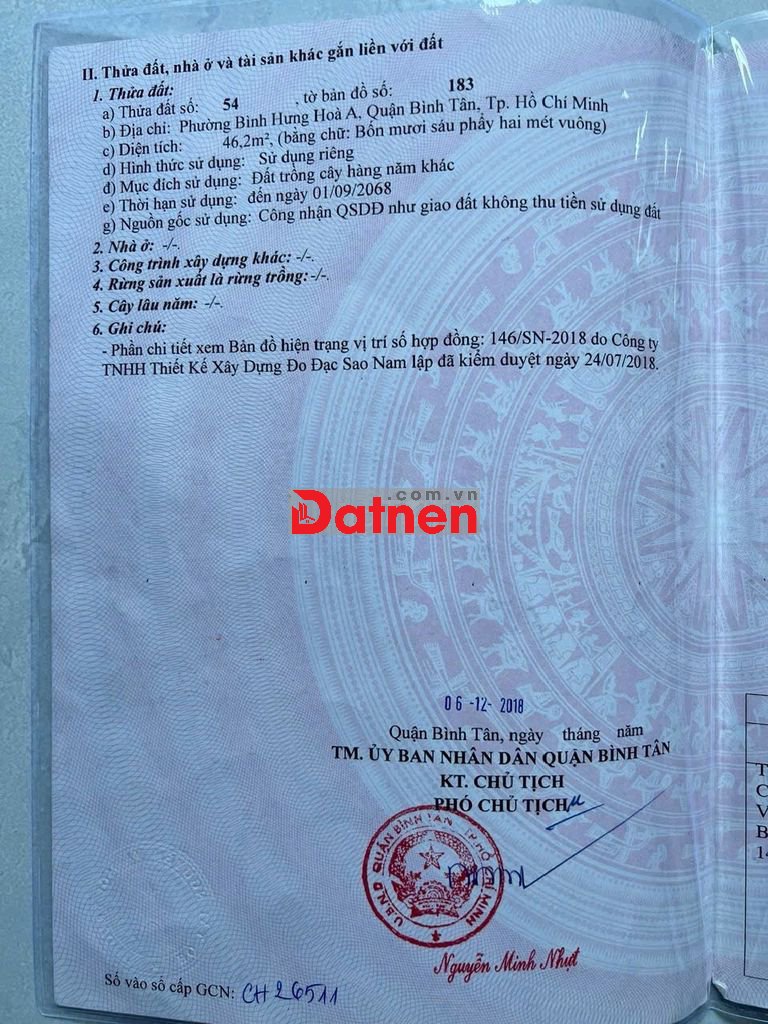 II. Thửa đất, nhà ở và tài sản khác gắn liền với đất
1. Thửa đất:
a) Thửa đất số: 54 , tờ bản đồ số: 183
b) Địa chỉ: Phường Bình Hưng Hoà A, Quận Bình Tân, Tp. Hồ Chí Minh
c) Diện tích: 46,2m², (bằng chữ: Bốn mươi sáu phẩy hai mét vuông)
d) Hình thức sử dụng: Sử dụng riêng
đ) Mục đích sử dụng: Đất trồng cây hàng năm khác
e) Thời hạn sử dụng: đến ngày 01/09/2068
g) Nguồn gốc sử dụng: Công nhận QSDĐ như giao đất không thu tiền sử dụng đất
2. Nhà ở: -/-.
3. Công trình xây dựng khác: -/-.
4. Rừng sản xuất là rừng trồng:-/-.
5. Cây lâu năm: -/-.
6. Ghi chú:
- Phần chi tiết xem Bản đồ hiện trạng vị trí số hợp đồng: 146/SN-2018 do Công ty
TNHH Thiết Kế Xây Dựng Đo Đạc Sao Nam lập đã kiểm duyệt ngày 24/07/2018.
.com.vn
Datnen
06-12-2018
Quận Bình Tân, ngày tháng năm
TM. ỦY BAN NHÂN DÂN QUẬN BÌNH TÂN
KT. CHỦ TỊCH
PHÓ CHỦ TỊCH
U.B.N.D QUẬN BÌNH TÂN TP HỒ CHÍ MINH
Nguyễn Minh Nhựt
Số vào sổ cấp GCN: CH26511
T
C
V
B
14